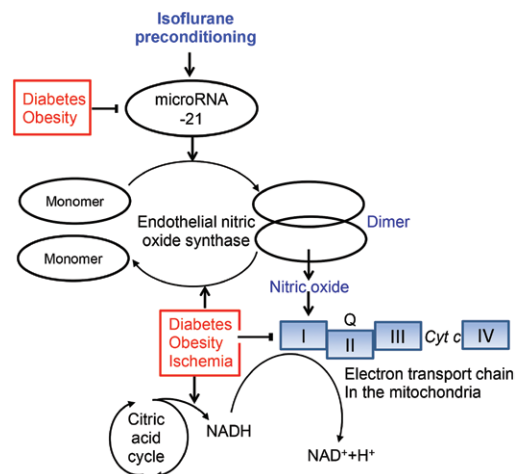 Isoflurane
preconditioning
Diabetes
Obesity
microRNA
-21
Monomer
Endothelial nitric
oxide synthase
Dimer
Monomer
Nitric oxide
Diabetes
Obesity
Ischemia
I
Q
II
III
Cyt c
IV
Electron transport chain
In the mitochondria
Citric
acid
cycle
NADH
NAD⁺+H⁺